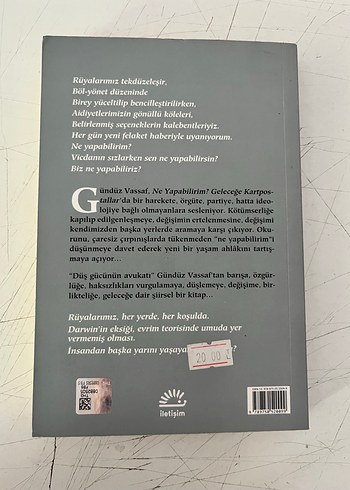 Rüyalarımız tekdüzeleşir,
Böl-yönet düzeninde
Birey yüceltilip bencilleştirilirken,
Aidiyetlerimizin gönüllü köleleri,
Belirlenmiş seçeneklerin kalebentleriyiz.
Her gün yeni felaket haberiyle uyanıyorum.
Ne yapabilirim?
Vicdanın sızlarken sen ne yapabilirsin?
Biz ne yapabiliriz?
Gündüz Vassaf, Ne Yapabilirim? Geleceğe Kartpos-
tallar'da bir harekete, örgüte, partiye, hatta ideo-
lojiye bağlı olmayanlara sesleniyor. Kötümserliğe
kapılıp edilgenleşmeye, değişimin ertelenmesine, değişimi
kendimizden başka yerlerde aramaya karşı çıkıyor. Oku-
runu, çaresiz çırpınışlarda tükenmeden "ne yapabilirim"i
düşünmeye davet ederek yeni bir yaşam ahlâkını tartış-
maya açıyor...
"Düş gücünün avukatı" Gündüz Vassaf'tan barışa, özgür-
lüğe, haksızlıkları vurgulamaya, düşlemeye, değişime, bir-
likteliğe, geleceğe dair şiirsel bir kitap...
Rüyalarımız, her yerde, her koşulda.
Darwin'in eksiği, evrim teorisinde umuda yer
vermemiş olması.
İnsandan başka yarını yaşaya ?
20.00
iletişim